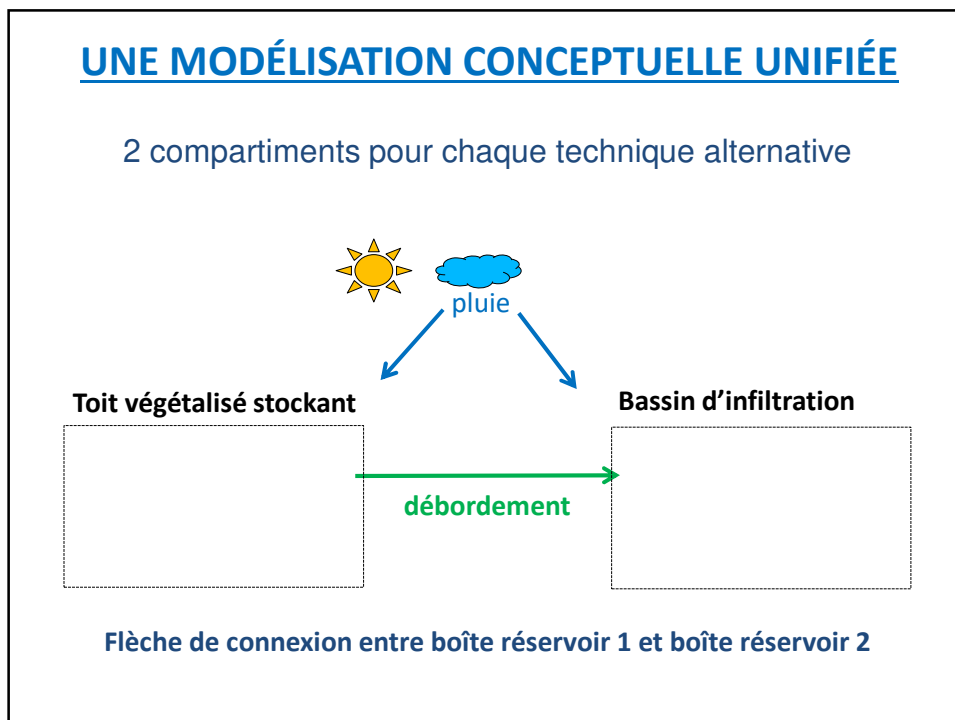 UNE MODÉLISATION CONCEPTUELLE UNIFIÉE
2 compartiments pour chaque technique alternative
pluie
Toit végétalisé stockant
Bassin d’infiltration
débordement
Flèche de connexion entre boîte réservoir 1 et boîte réservoir 2